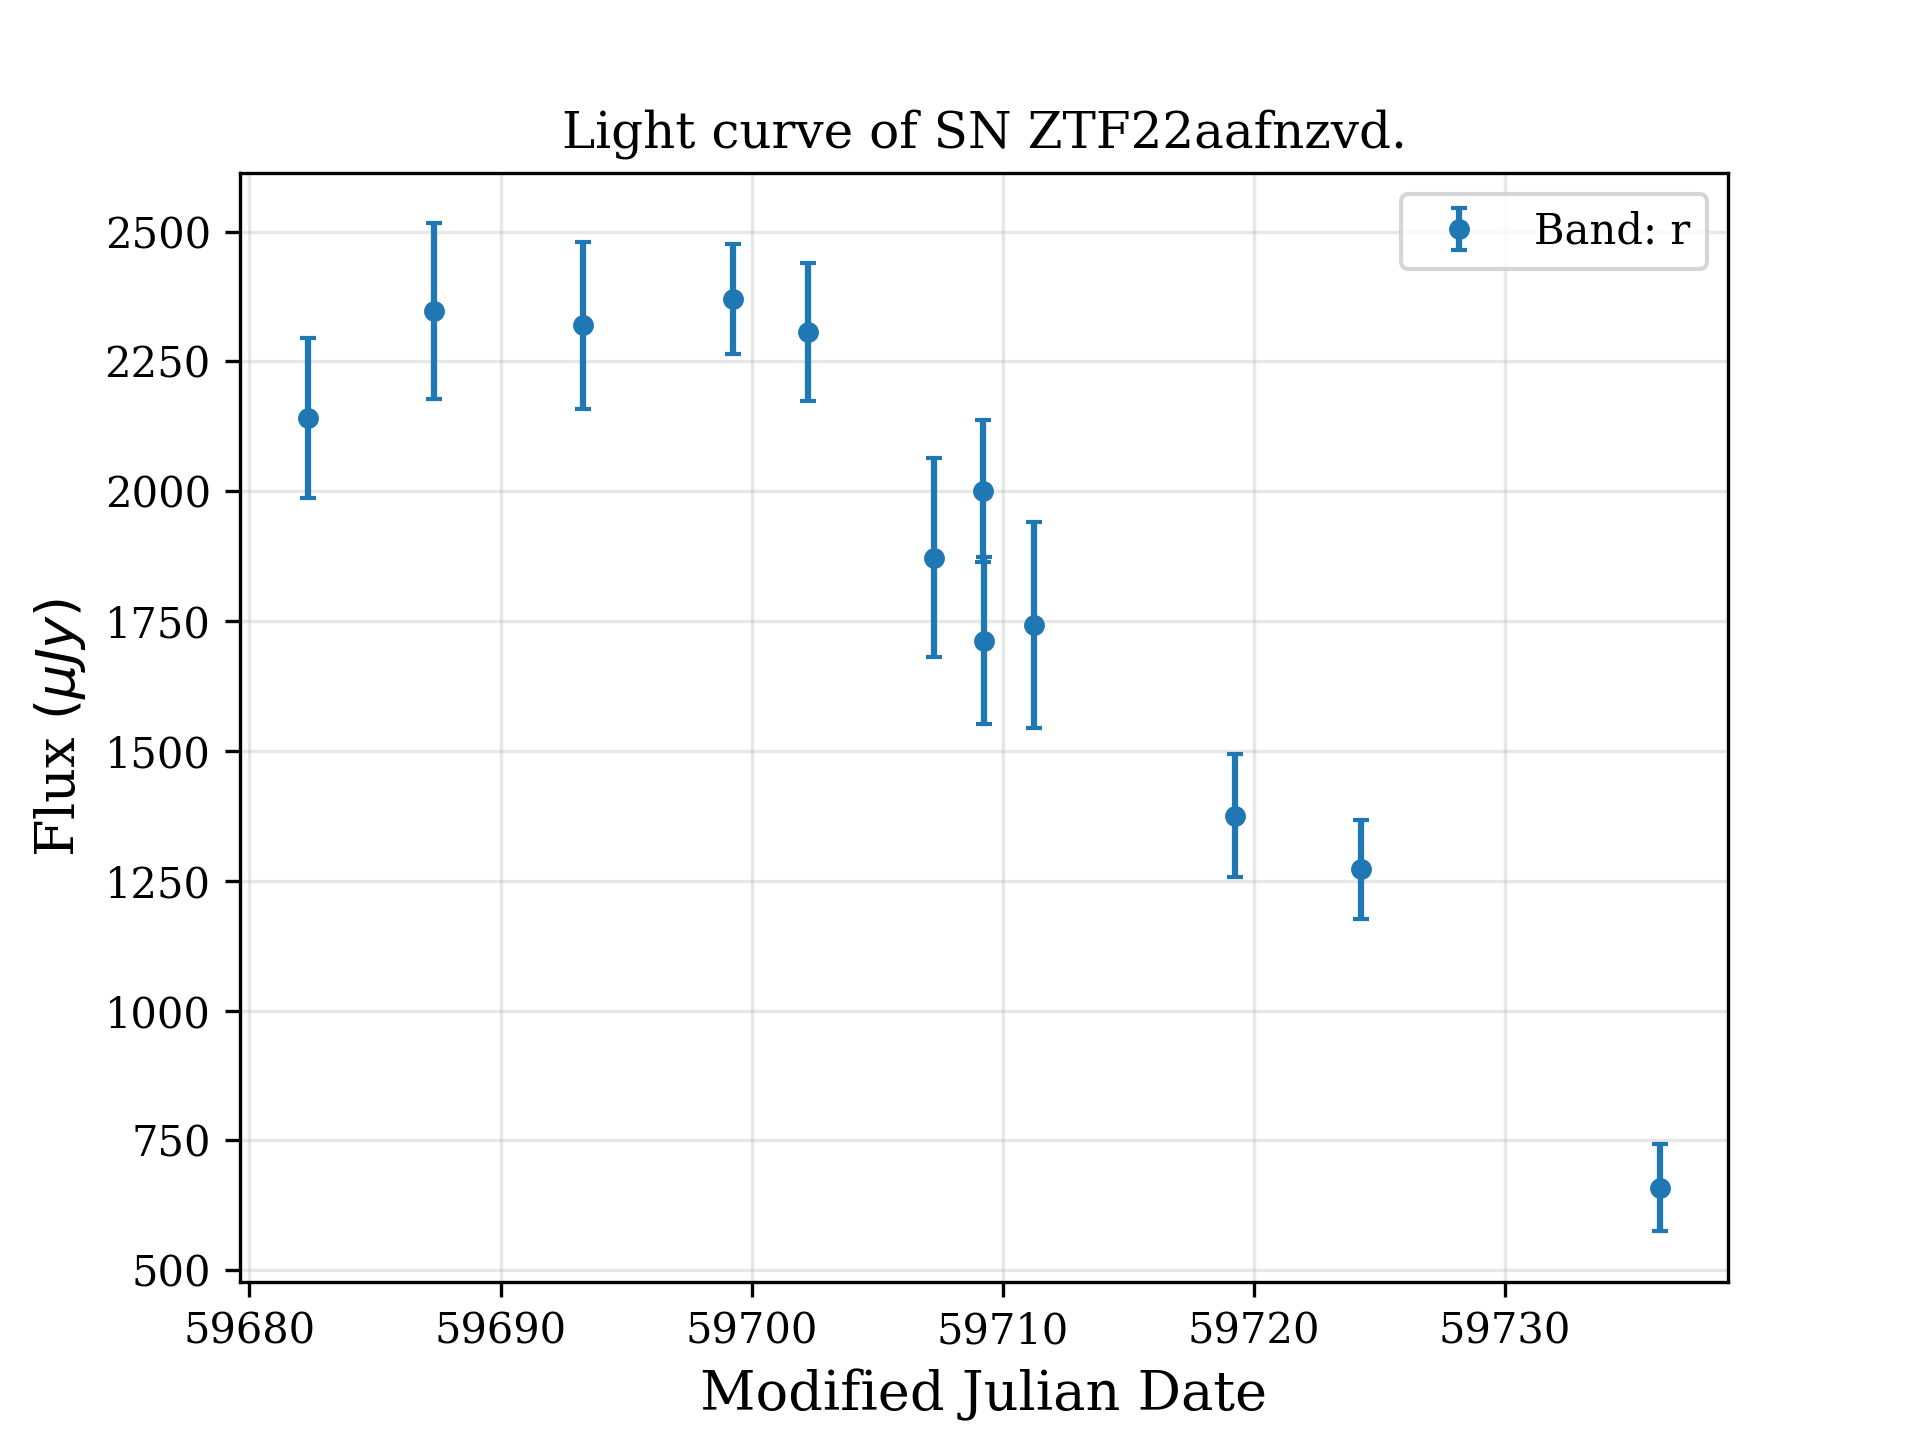 Light curve of SN ZTF22aafnzvd.
Band: r
2500
2250
2000
1750
1500
1250
1000
750
500
Flux (μJy)
59680 59690 59700 59710 59720 59730
Modified Julian Date